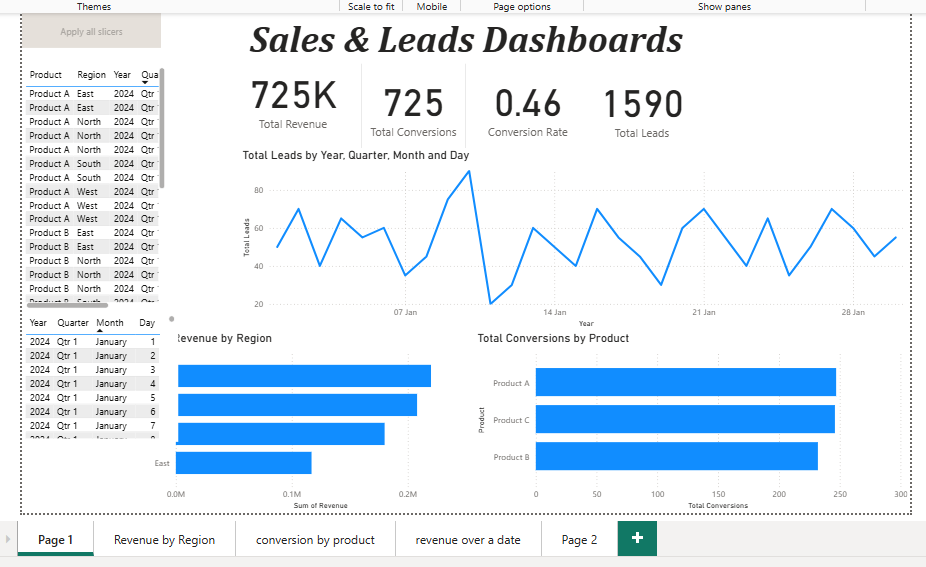 Themes Scale to fit Mobile Page options Show panes
Apply all slicers
Sales & Leads Dashboards
725K
Total Revenue
725
Total Conversions
0.46
Conversion Rate
1590
Total Leads
Product Region Year Qua
Product A East 2024 Qtr
Product A East 2024 Qtr
Product A North 2024 Qtr
Product A North 2024 Qtr
Product A North 2024 Qtr
Product A South 2024 Qtr
Product A South 2024 Qtr
Product A West 2024 Qtr
Product A West 2024 Qtr
Product A West 2024 Qtr
Product B East 2024 Qtr
Product B East 2024 Qtr
Product B North 2024 Qtr
Product B North 2024 Qtr
Product B North 2024 Qtr
Total Leads by Year, Quarter, Month and Day
Total Leads
80
60
40
20
07 Jan 14 Jan 21 Jan 28 Jan
Year
Year Quarter Month Day
2024 Qtr 1 January 1
2024 Qtr 1 January 2
2024 Qtr 1 January 3
2024 Qtr 1 January 4
2024 Qtr 1 January 5
2024 Qtr 1 January 6
2024 Qtr 1 January 7
evenue by Region
East
0.0M 0.1M 0.2M
Sum of Revenue
Total Conversions by Product
Product
Product A
Product C
Product B
0 50 100 150 200 250 300
Total Conversions
Page 1 Revenue by Region conversion by product revenue over a date Page 2 +